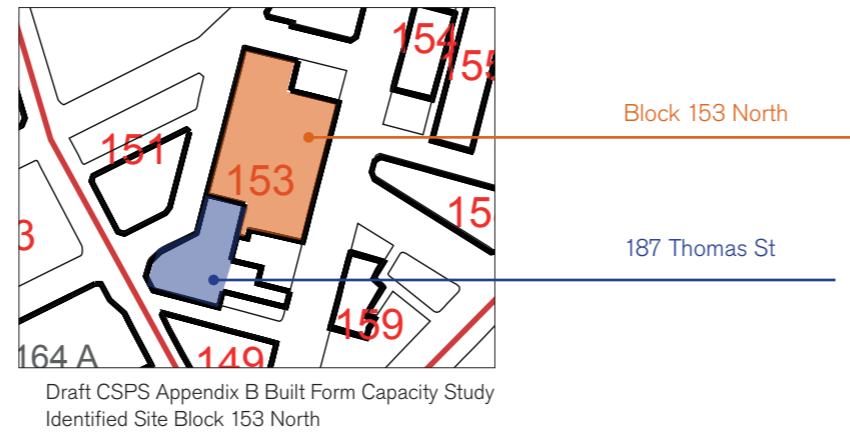 154
155
Block 153 North
151
153
15
3
187 Thomas St
159
164 A
149
Draft CSPS Appendix B Built Form Capacity Study
Identified Site Block 153 North